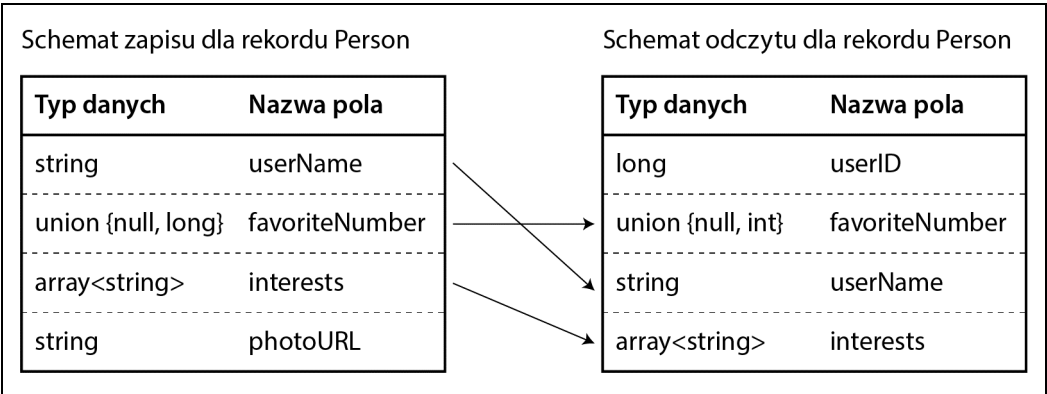 Schemat zapisu dla rekordu Person
Typ danych Nazwa pola
string userName
union {null, long} favoriteNumber
array<string> interests
string photoURL
Schemat odczytu dla rekordu Person
Typ danych Nazwa pola
long userID
union {null, int} favoriteNumber
string userName
array<string> interests